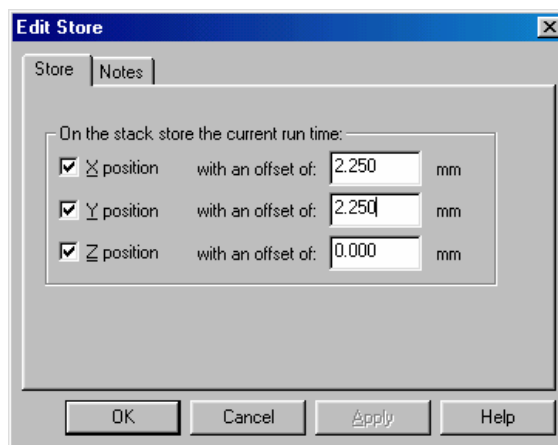 Edit Store
Store Notes
On the stack store the current run time:
X position with an offset of: 2.250 mm
Y position with an offset of: 2.250 mm
Z position with an offset of: 0.000 mm
OK Cancel Apply Help